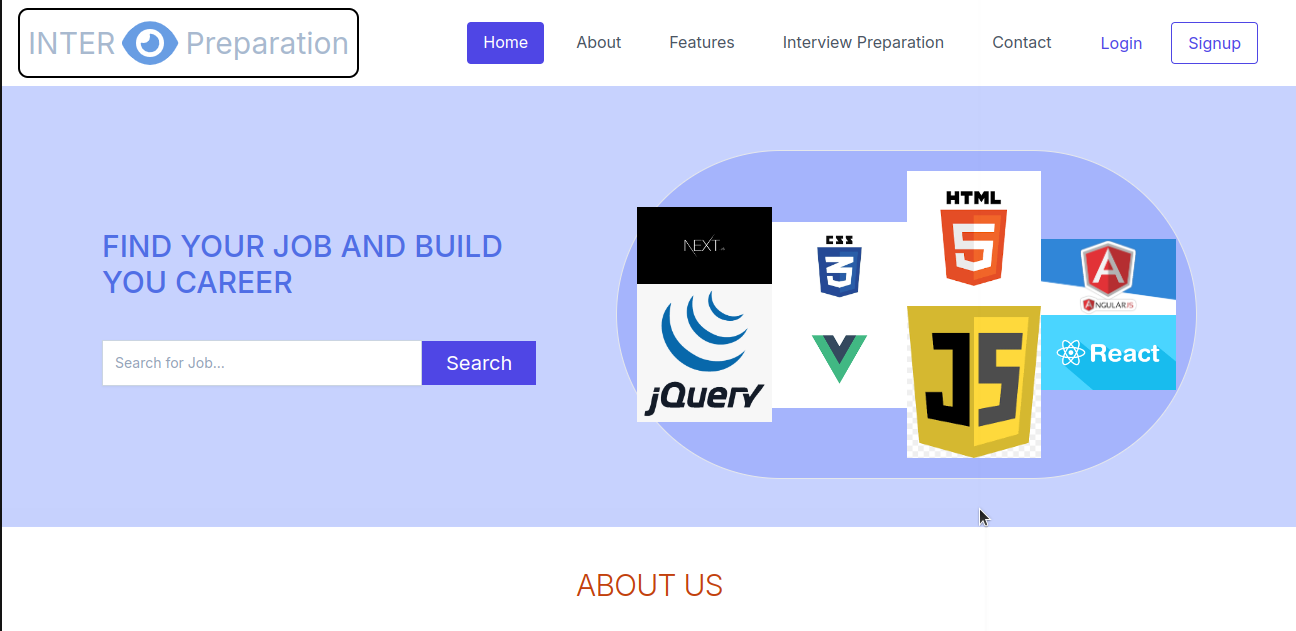 INTER Preparation
Home
About
Features
Interview Preparation
Contact
Login
Signup
FIND YOUR JOB AND BUILD
YOU CAREER
Search for Job...
Search
NEXT
jQuery
CSS
3
HTML
5
JS
A
ANGULARJS
React
ABOUT US